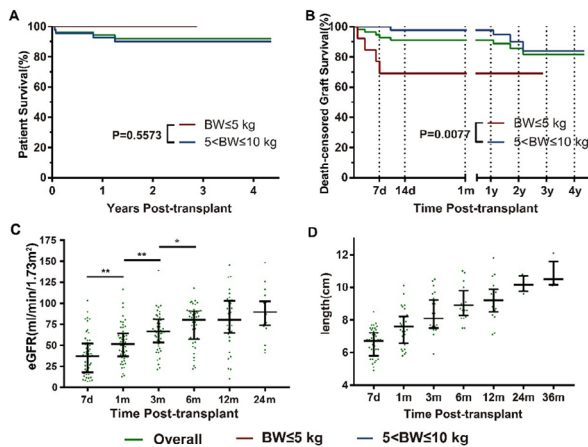 A
Patient Survival(%)
100
80
60
40
20
0
P=0.5573
BW≤5 kg
5<BW≤10 kg
0
1
2
3
4
5
Years Post-transplant
B
Death-censored Graft Survival(%)
100
80
60
40
20
0
P=0.0077
BW≤5 kg
5<BW≤10 kg
7d
14d
1m
1y
2y
3y
4y
Time Post-transplant
C
eGFR(ml/min/1.73m²)
175
150
125
100
75
50
25
0
**
**
*
7d
1m
3m
6m
12m
24m
Time Post-transplant
D
length(cm)
12
10
8
6
4
7d
1m
3m
6m
12m
24m
36m
Time Post-transplant
Overall
BW≤5 kg
5<BW≤10 kg